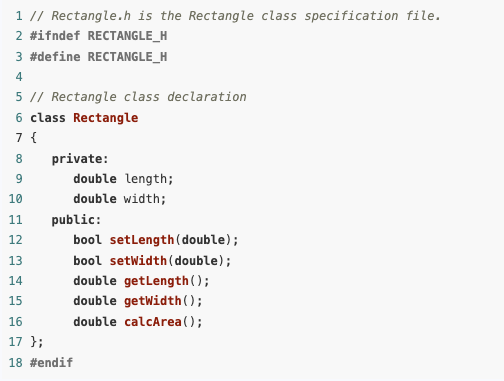 1 // Rectangle.h is the Rectangle class specification file.
2 #ifndef RECTANGLE_H
3 #define RECTANGLE_H
4
5 // Rectangle class declaration
6 class Rectangle
7 {
8    private:
9       double length;
10       double width;
11    public:
12       bool setLength(double);
13       bool setWidth(double);
14       double getLength();
15       double getWidth();
16       double calcArea();
17 };
18 #endif